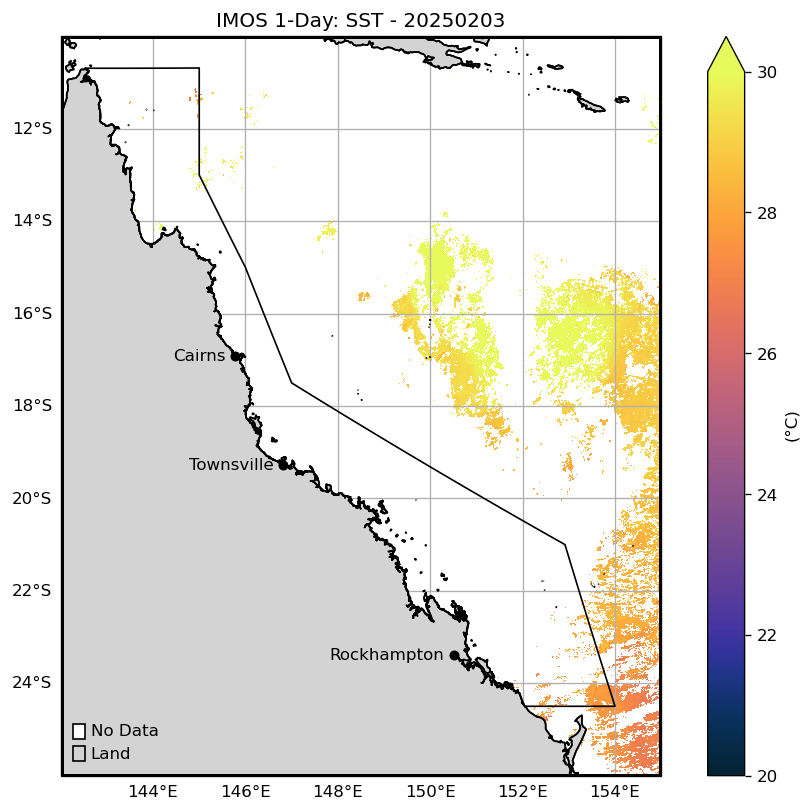 IMOS 1-Day: SST - 20250203
12°S
14°S
16°S
18°S
20°S
22°S
24°S
Cairns
Townsville
Rockhampton
No Data
Land
144°E 146°E 148°E 150°E 152°E 154°E
30
28
26
24
22
20
(°C)